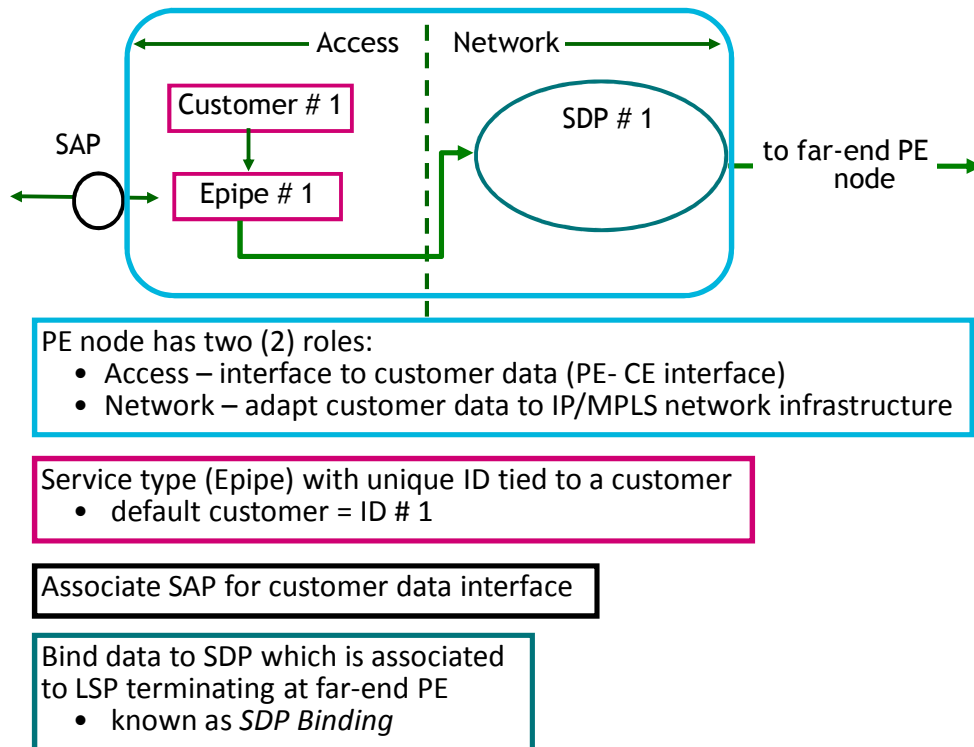 Access
Network
Customer # 1
SDP # 1
SAP
to far-end PE
node
Epipe # 1
PE node has two (2) roles:
• Access – interface to customer data (PE- CE interface)
• Network – adapt customer data to IP/MPLS network infrastructure
Service type (Epipe) with unique ID tied to a customer
• default customer = ID # 1
Associate SAP for customer data interface
Bind data to SDP which is associated
to LSP terminating at far-end PE
• known as SDP Binding